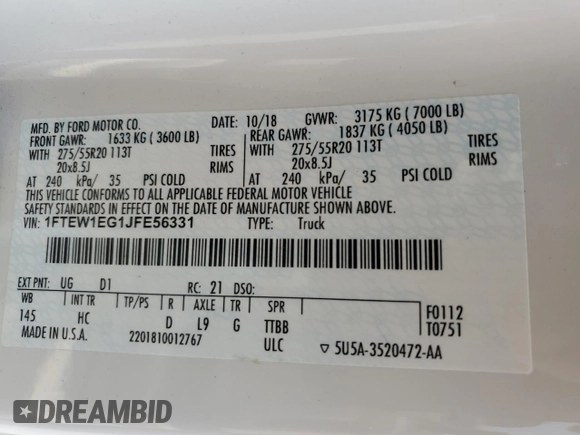 MFD. BY FORD MOTOR CO.
DATE: 10/18 GVWR: 3175 KG ( 7000 LB)
FRONT GAWR: 1633 KG ( 3600 LB) REAR GAWR: 1837 KG ( 4050 LB)
WITH 275/55R20 113T TIRES WITH 275/55R20 113T TIRES
20x8.5J RIMS 20x8.5J RIMS
AT 240 kPa/ 35 PSI COLD AT 240 kPa/ 35 PSI COLD
THIS VEHICLE CONFORMS TO ALL APPLICABLE FEDERAL MOTOR VEHICLE
SAFETY STANDARDS IN EFFECT ON THE DATE OF MANUFACTURE SHOWN ABOVE.
VIN: 1FTEW1EG1JFE56331 TYPE: Truck
EXT PNT: UG D1 RC: 21 DSO:
WB INT TR TP/PS R AXLE TR SPR
145 HC D L9 G TTBB
F0112
T0751
MADE IN U.S.A. 2201810012767 ULC ▽ 5U5A-3520472-AA
DREAMBID